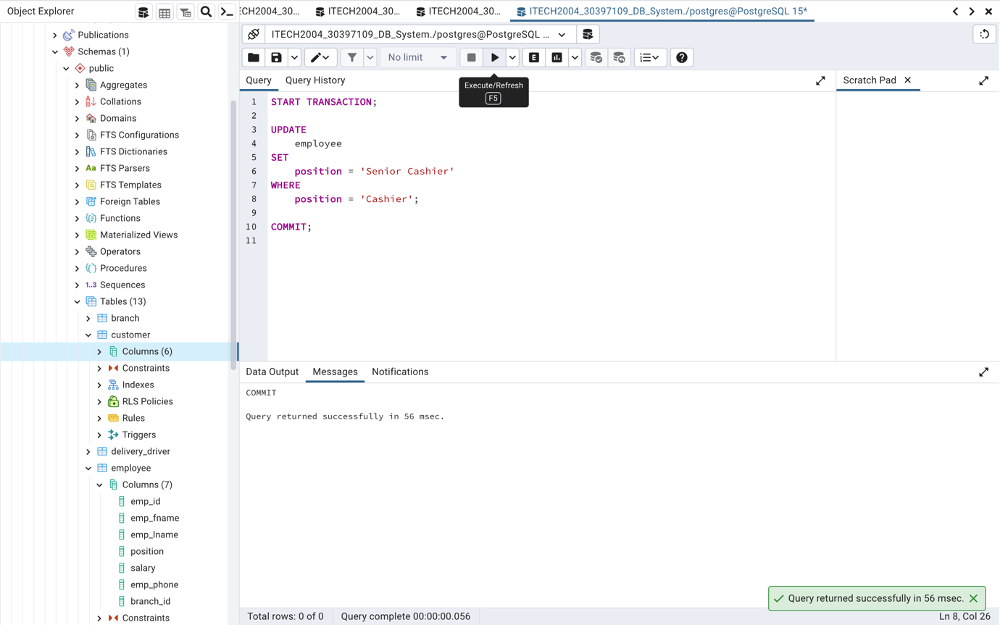 Object Explorer
Publications
Schemas (1)
public
Aggregates
Collations
Domains
FTS Configurations
FTS Dictionaries
Aa FTS Parsers
FTS Templates
Foreign Tables
Functions
Materialized Views
Operators
Procedures
1..3 Sequences
Tables (13)
branch
customer
Columns (6)
Constraints
Indexes
RLS Policies
Rules
Triggers
delivery_driver
employee
Columns (7)
emp_id
emp_fname
emp_lname
position
salary
emp_phone
branch_id
Constraints
ECH2004_30... ITECH2004_30... ITECH2004_30... ITECH2004_30397109_DB_System./postgres@PostgreSQL 15*
ITECH2004_30397109_DB_System./postgres@PostgreSQL ...
No limit
E
Execute/Refresh
F5
Query Query History
Scratch Pad
1 START TRANSACTION;
2
3 UPDATE
4 employee
5 SET
6 position = 'Senior Cashier'
7 WHERE
8 position = 'Cashier';
9
10 COMMIT;
11
Data Output Messages Notifications
COMMIT
Query returned successfully in 56 msec.
Query returned successfully in 56 msec.
Total rows: 0 of 0 Query complete 00:00:00.056 Ln 8, Col 26